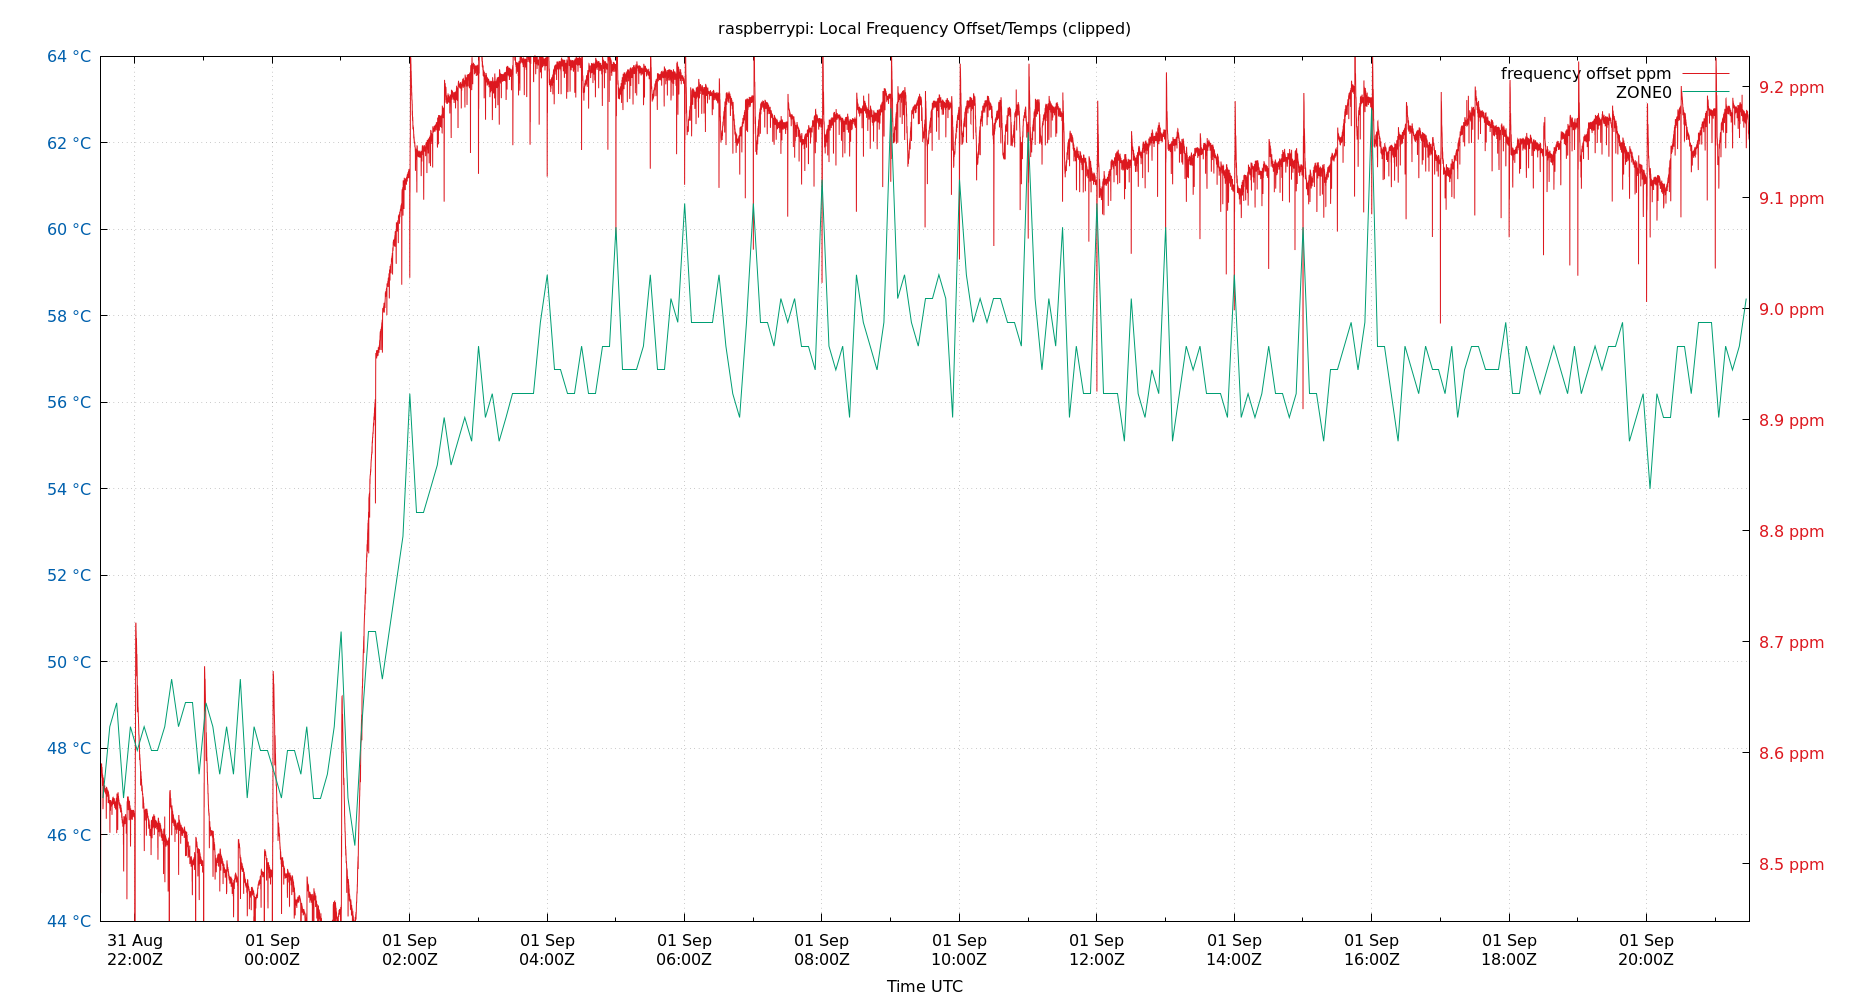 raspberrypi: Local Frequency Offset/Temps (clipped)
64 °C
62 °C
60 °C
58 °C
56 °C
54 °C
52 °C
50 °C
48 °C
46 °C
44 °C
frequency offset ppm
ZONE0
9.2 ppm
9.1 ppm
9.0 ppm
8.9 ppm
8.8 ppm
8.7 ppm
8.6 ppm
8.5 ppm
31 Aug
22:00Z
01 Sep
00:00Z
01 Sep
02:00Z
01 Sep
04:00Z
01 Sep
06:00Z
01 Sep
08:00Z
01 Sep
10:00Z
01 Sep
12:00Z
01 Sep
14:00Z
01 Sep
16:00Z
01 Sep
18:00Z
01 Sep
20:00Z
Time UTC